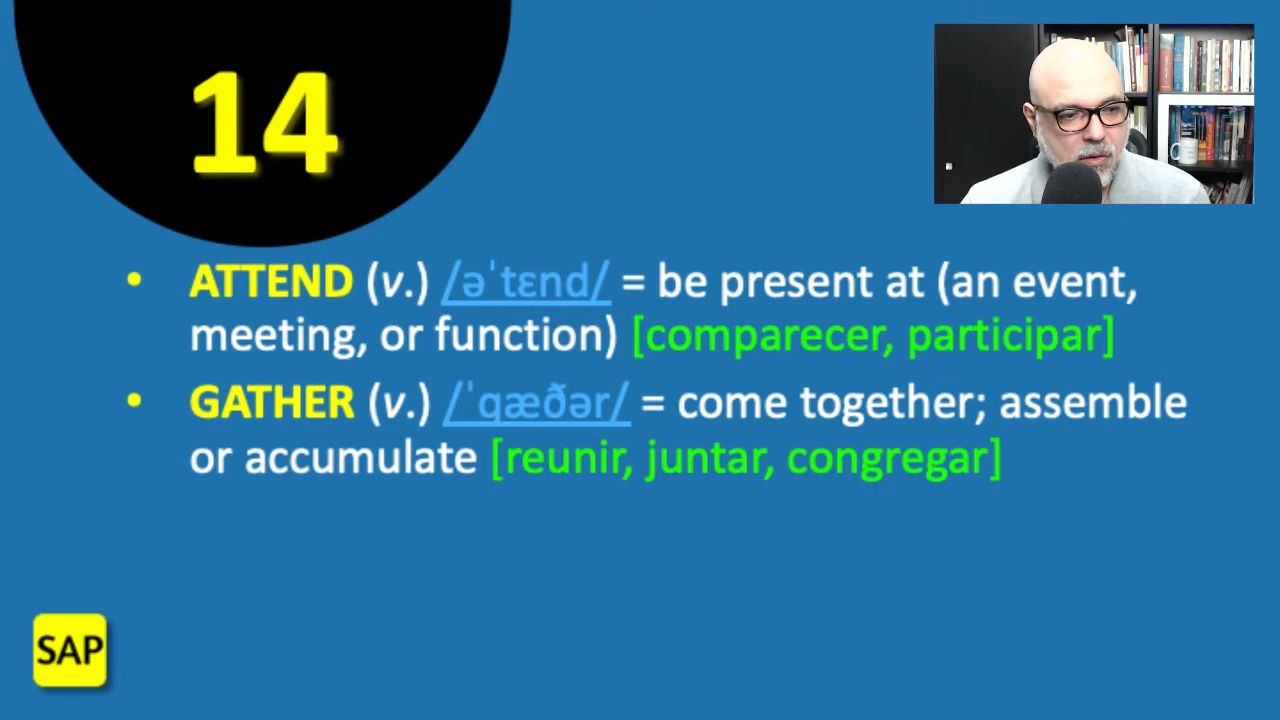 14
• ATTEND (v.) /əˈtɛnd/ = be present at (an event,
meeting, or function) [comparecer, participar]
• GATHER (v.) /ˈɡæðər/ = come together; assemble
or accumulate [reunir, juntar, congregar]
SAP